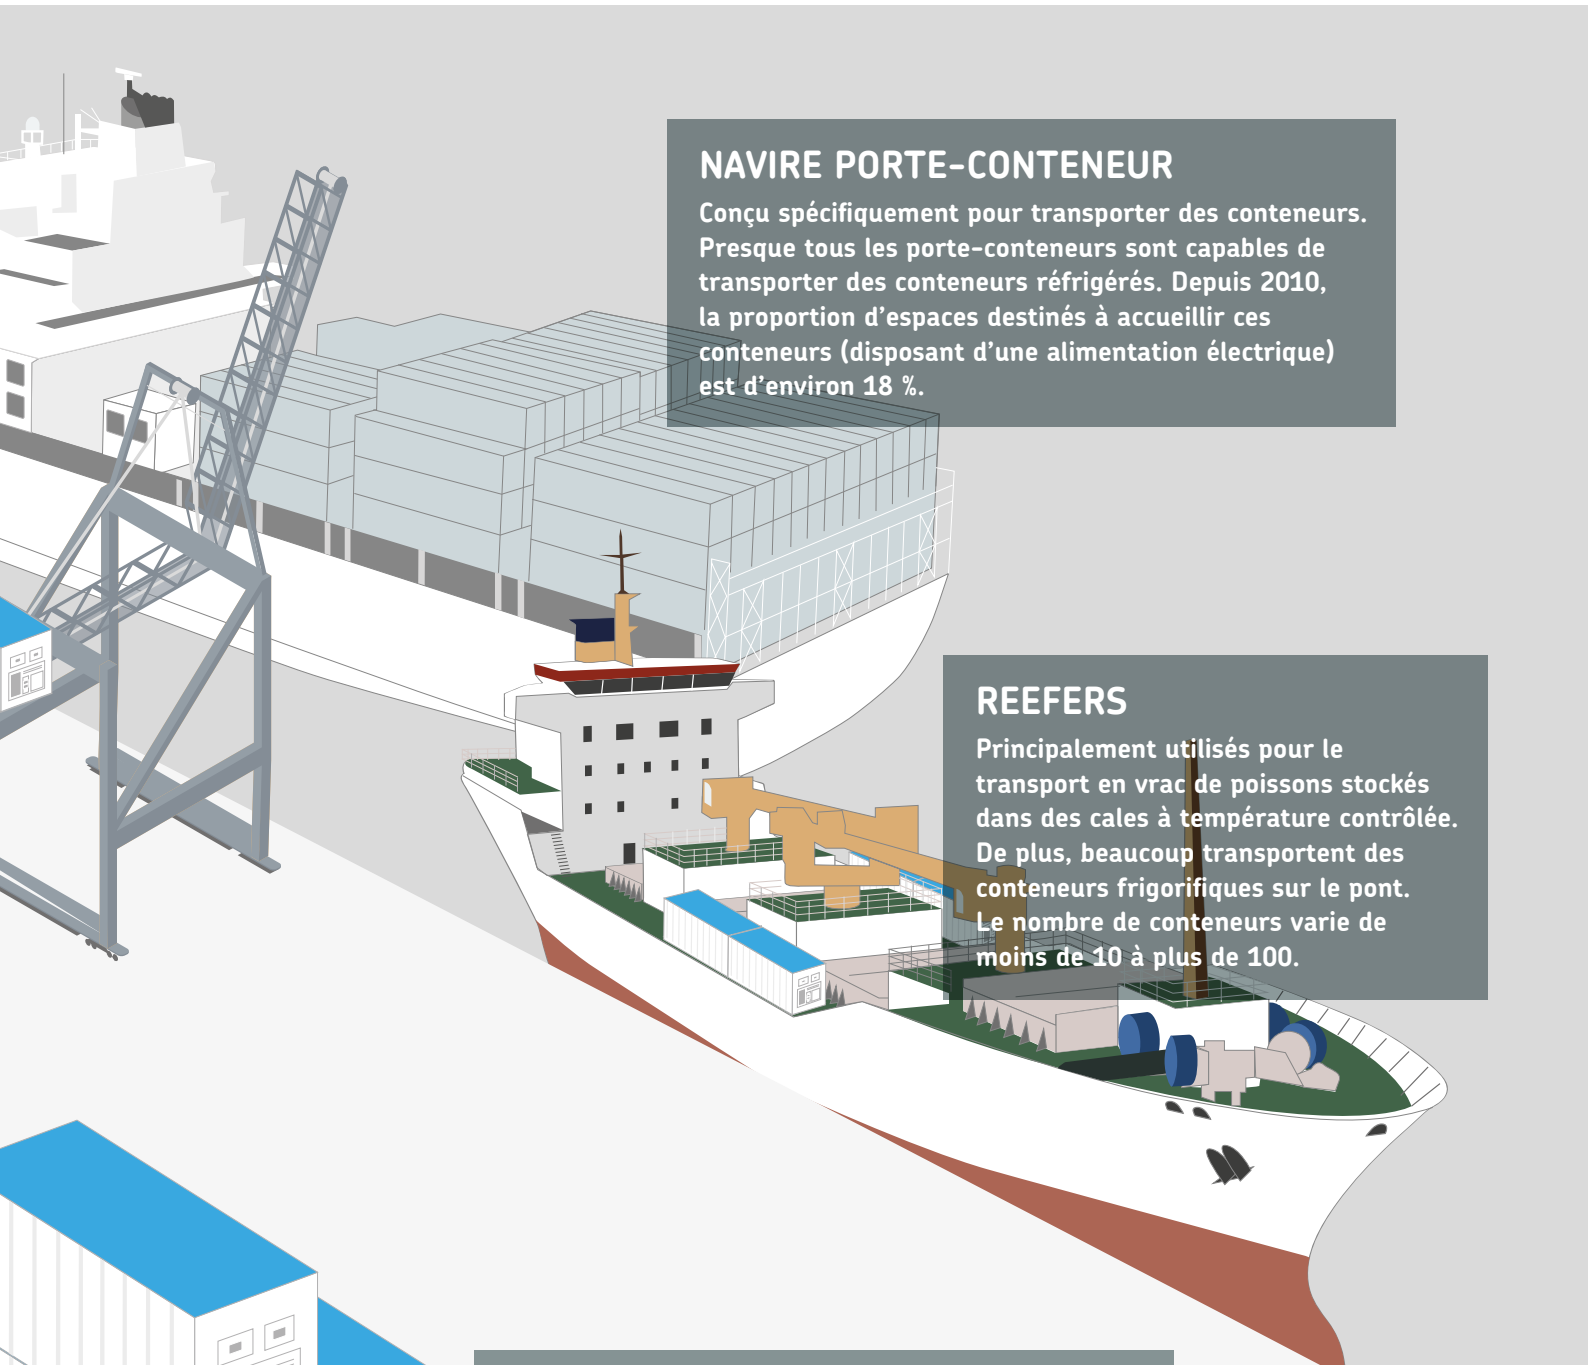 NAVIRE PORTE-CONTENEUR
Conçu spécifiquement pour transporter des conteneurs.
Presque tous les porte-conteneurs sont capables de
transporter des conteneurs réfrigérés. Depuis 2010,
la proportion d’espaces destinés à accueillir ces
conteneurs (disposant d’une alimentation électrique)
est d’environ 18 %.
REEFERS
Principalement utilisés pour le
transport en vrac de poissons stockés
dans des cales à température contrôlée.
De plus, beaucoup transportent des
conteneurs frigorifiques sur le pont.
Le nombre de conteneurs varie de
moins de 10 à plus de 100.